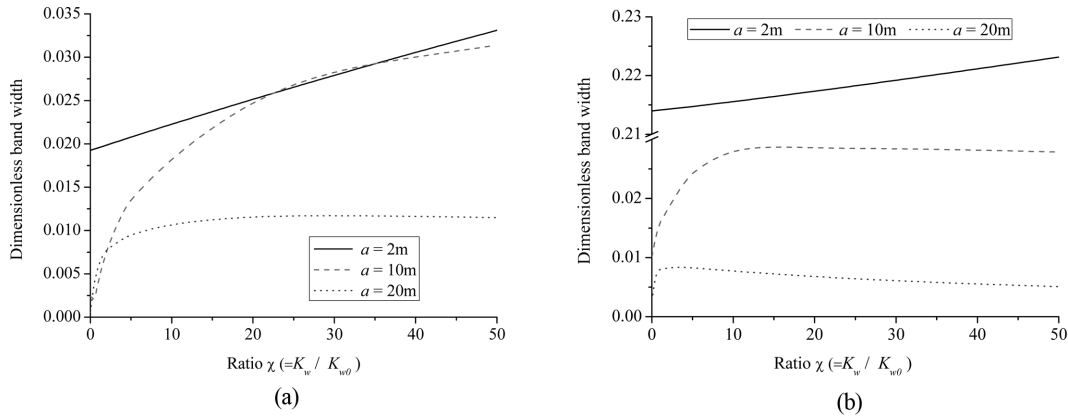 Dimensionless band width
0.035
0.030
0.025
0.020
0.015
0.010
0.005
0.000
a = 2m
a = 10m
a = 20m
0 10 20 30 40 50
Ratio χ (=Kw / Kw0 )
(a)
Dimensionless band width
0.23
0.22
0.21
0.02
0.01
0.00
a = 2m a = 10m a = 20m
0 10 20 30 40 50
Ratio χ (=Kw / Kw0 )
(b)